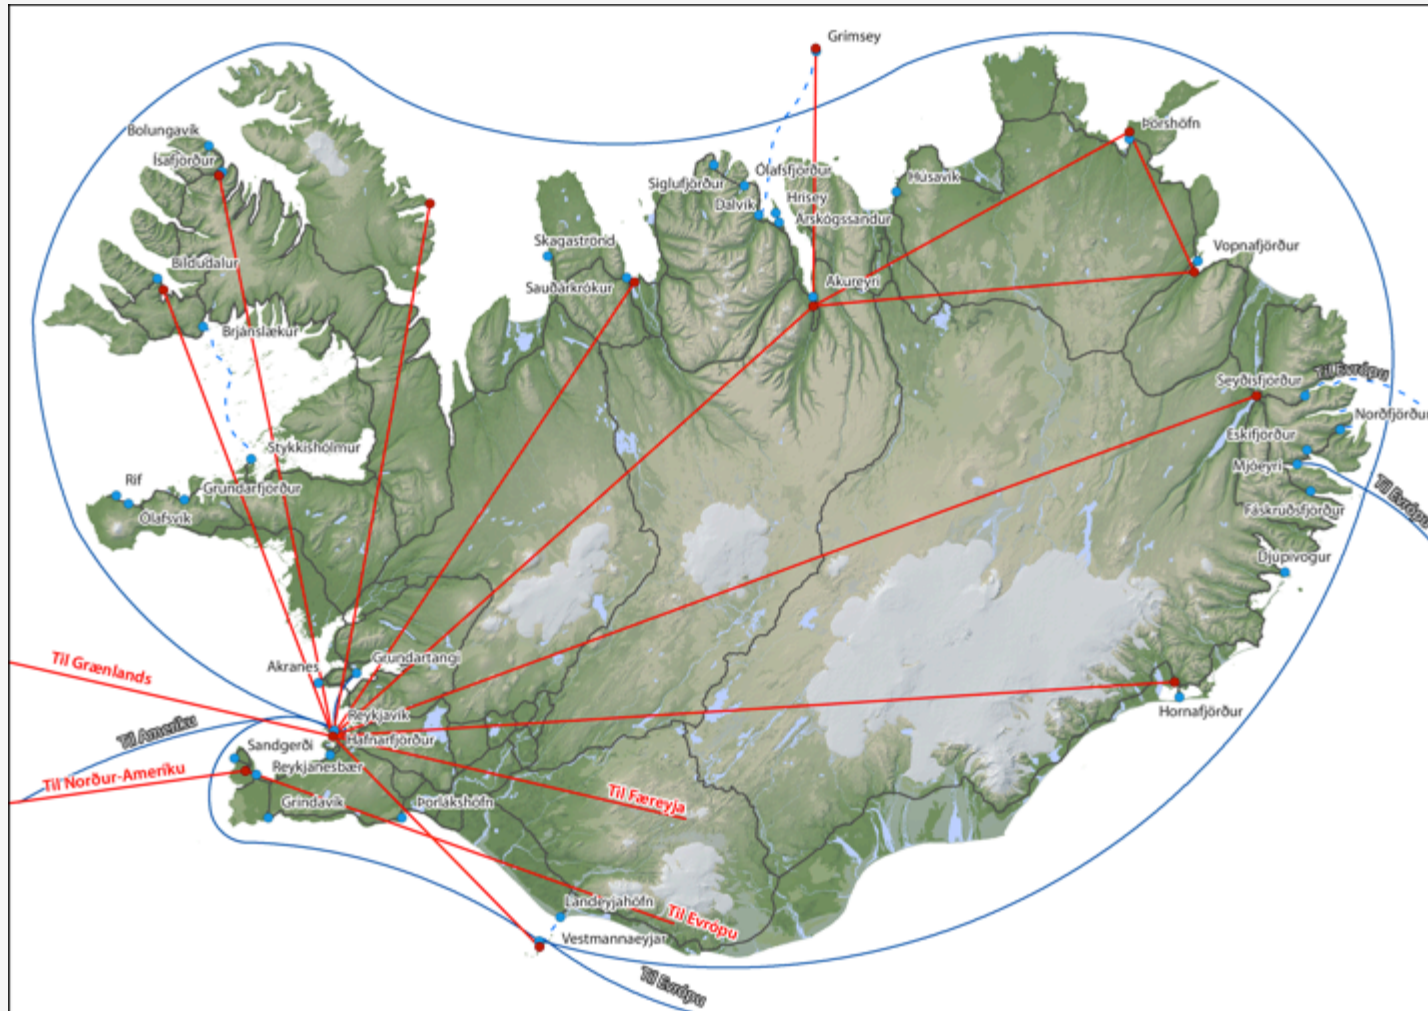 Grímsey
Þórshöfn
Bolungavík
Ísafjörður
Ólafsfjörður
Siglufjörður
Húsavík
Hrísey
Dalvík
Árskógssandur
Skagaströnd
Vopnafjörður
Bíldudalur
Akureyri
Sauðárkrókur
Brjánslækur
Til Evrópu
Seyðisfjörður
Norðfjörður
Eskifjörður
Stykkishólmur
Mjóeyri
Rif
Grundarfjörður
Til Evrópu
Ólafsvík
Fáskrúðsfjörður
Djúpivogur
Grundartangi
Akranes
Til Grænlands
Hornafjörður
Reykjavík
Til Ameríku
Hafnarfjörður
Sandgerði
Reykjanesbær
Til Norður-Ameríku
Til Færeyja
Grindavík
Þorlákshöfn
Landeyjahöfn
Til Evrópu
Vestmannaeyjar
Til Evrópu